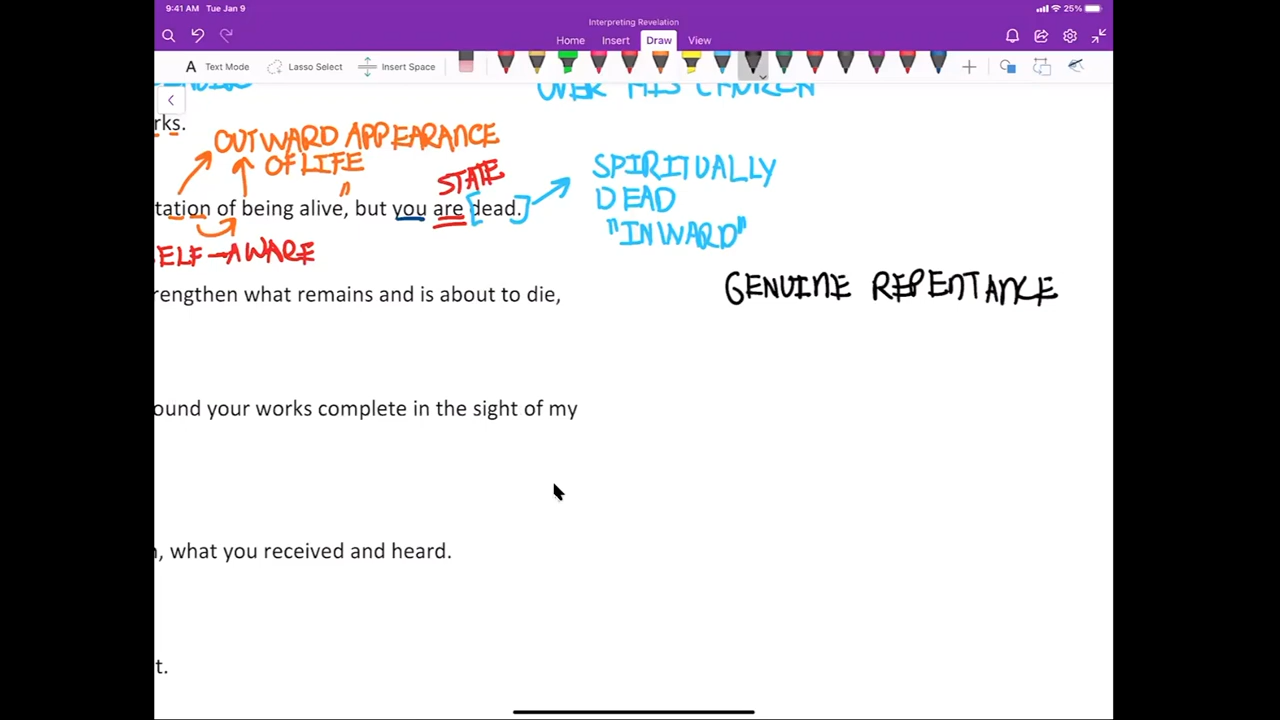 9:41 AM Tue Jan 9
25%
Interpreting Revelation
Home Insert Draw View
A Text Mode Lasso Select Insert Space
OVER HIS CHURCH
rks.
OUTWARD APPEARANCE
OF LIFE "
STATE
tation of being alive, but you are [dead.]
SPIRITUALLY
DEAD
"INWARD"
ELF-AWARE
GENUINE REPENTANCE
rengthen what remains and is about to die,
ound your works complete in the sight of my
, what you received and heard.
t.